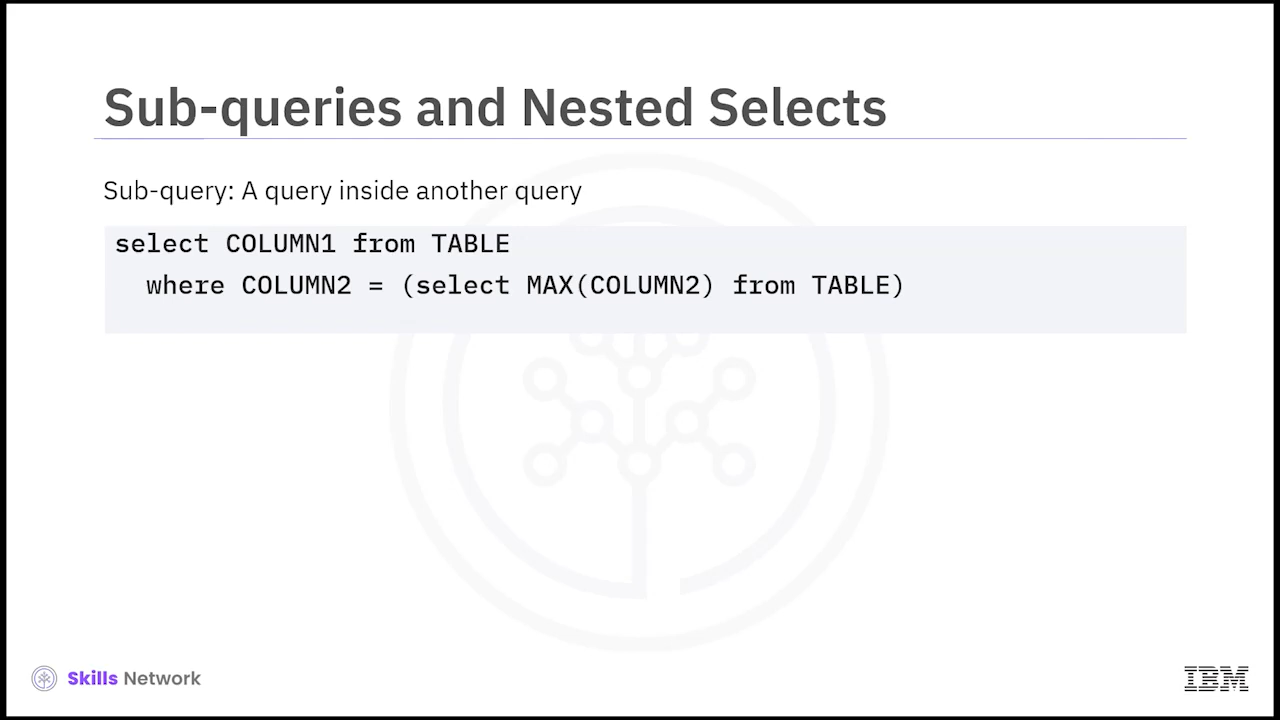 Sub-queries and Nested Selects
Sub-query: A query inside another query
select COLUMN1 from TABLE
where COLUMN2 = (select MAX(COLUMN2) from TABLE)
Skills Network
IBM